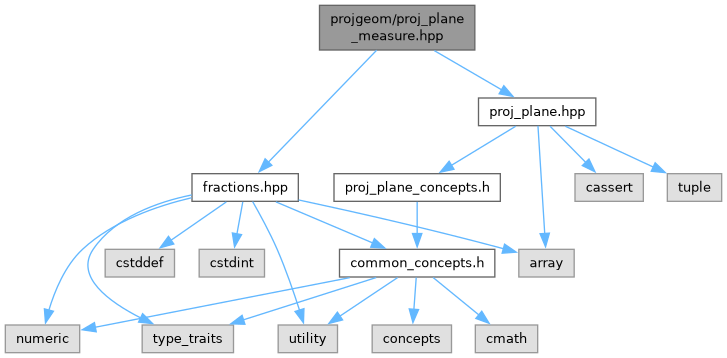 projgeom/proj_plane
_measure.hpp
proj_plane.hpp
fractions.hpp
proj_plane_concepts.h
cassert
tuple
cstddef
cstdint
common_concepts.h
array
numeric
type_traits
utility
concepts
cmath